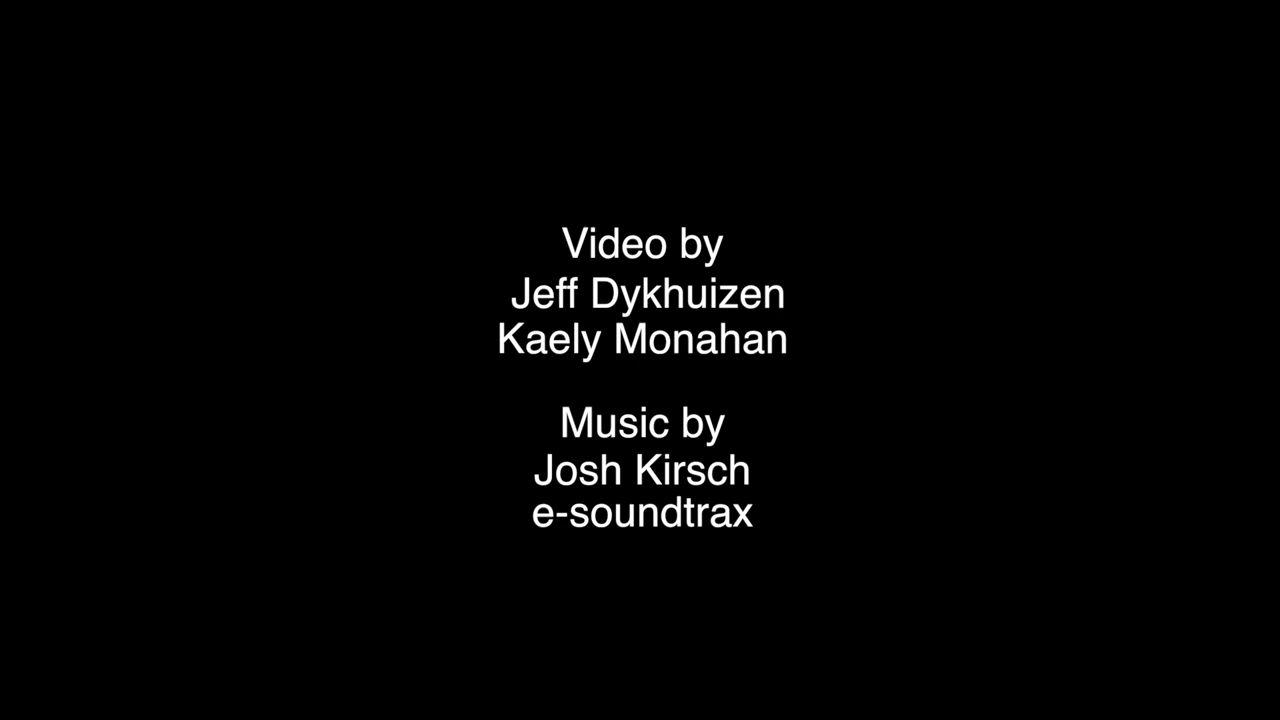 Video by
Jeff Dykhuizen
Kaely Monahan
Music by
Josh Kirsch
e-soundtrax